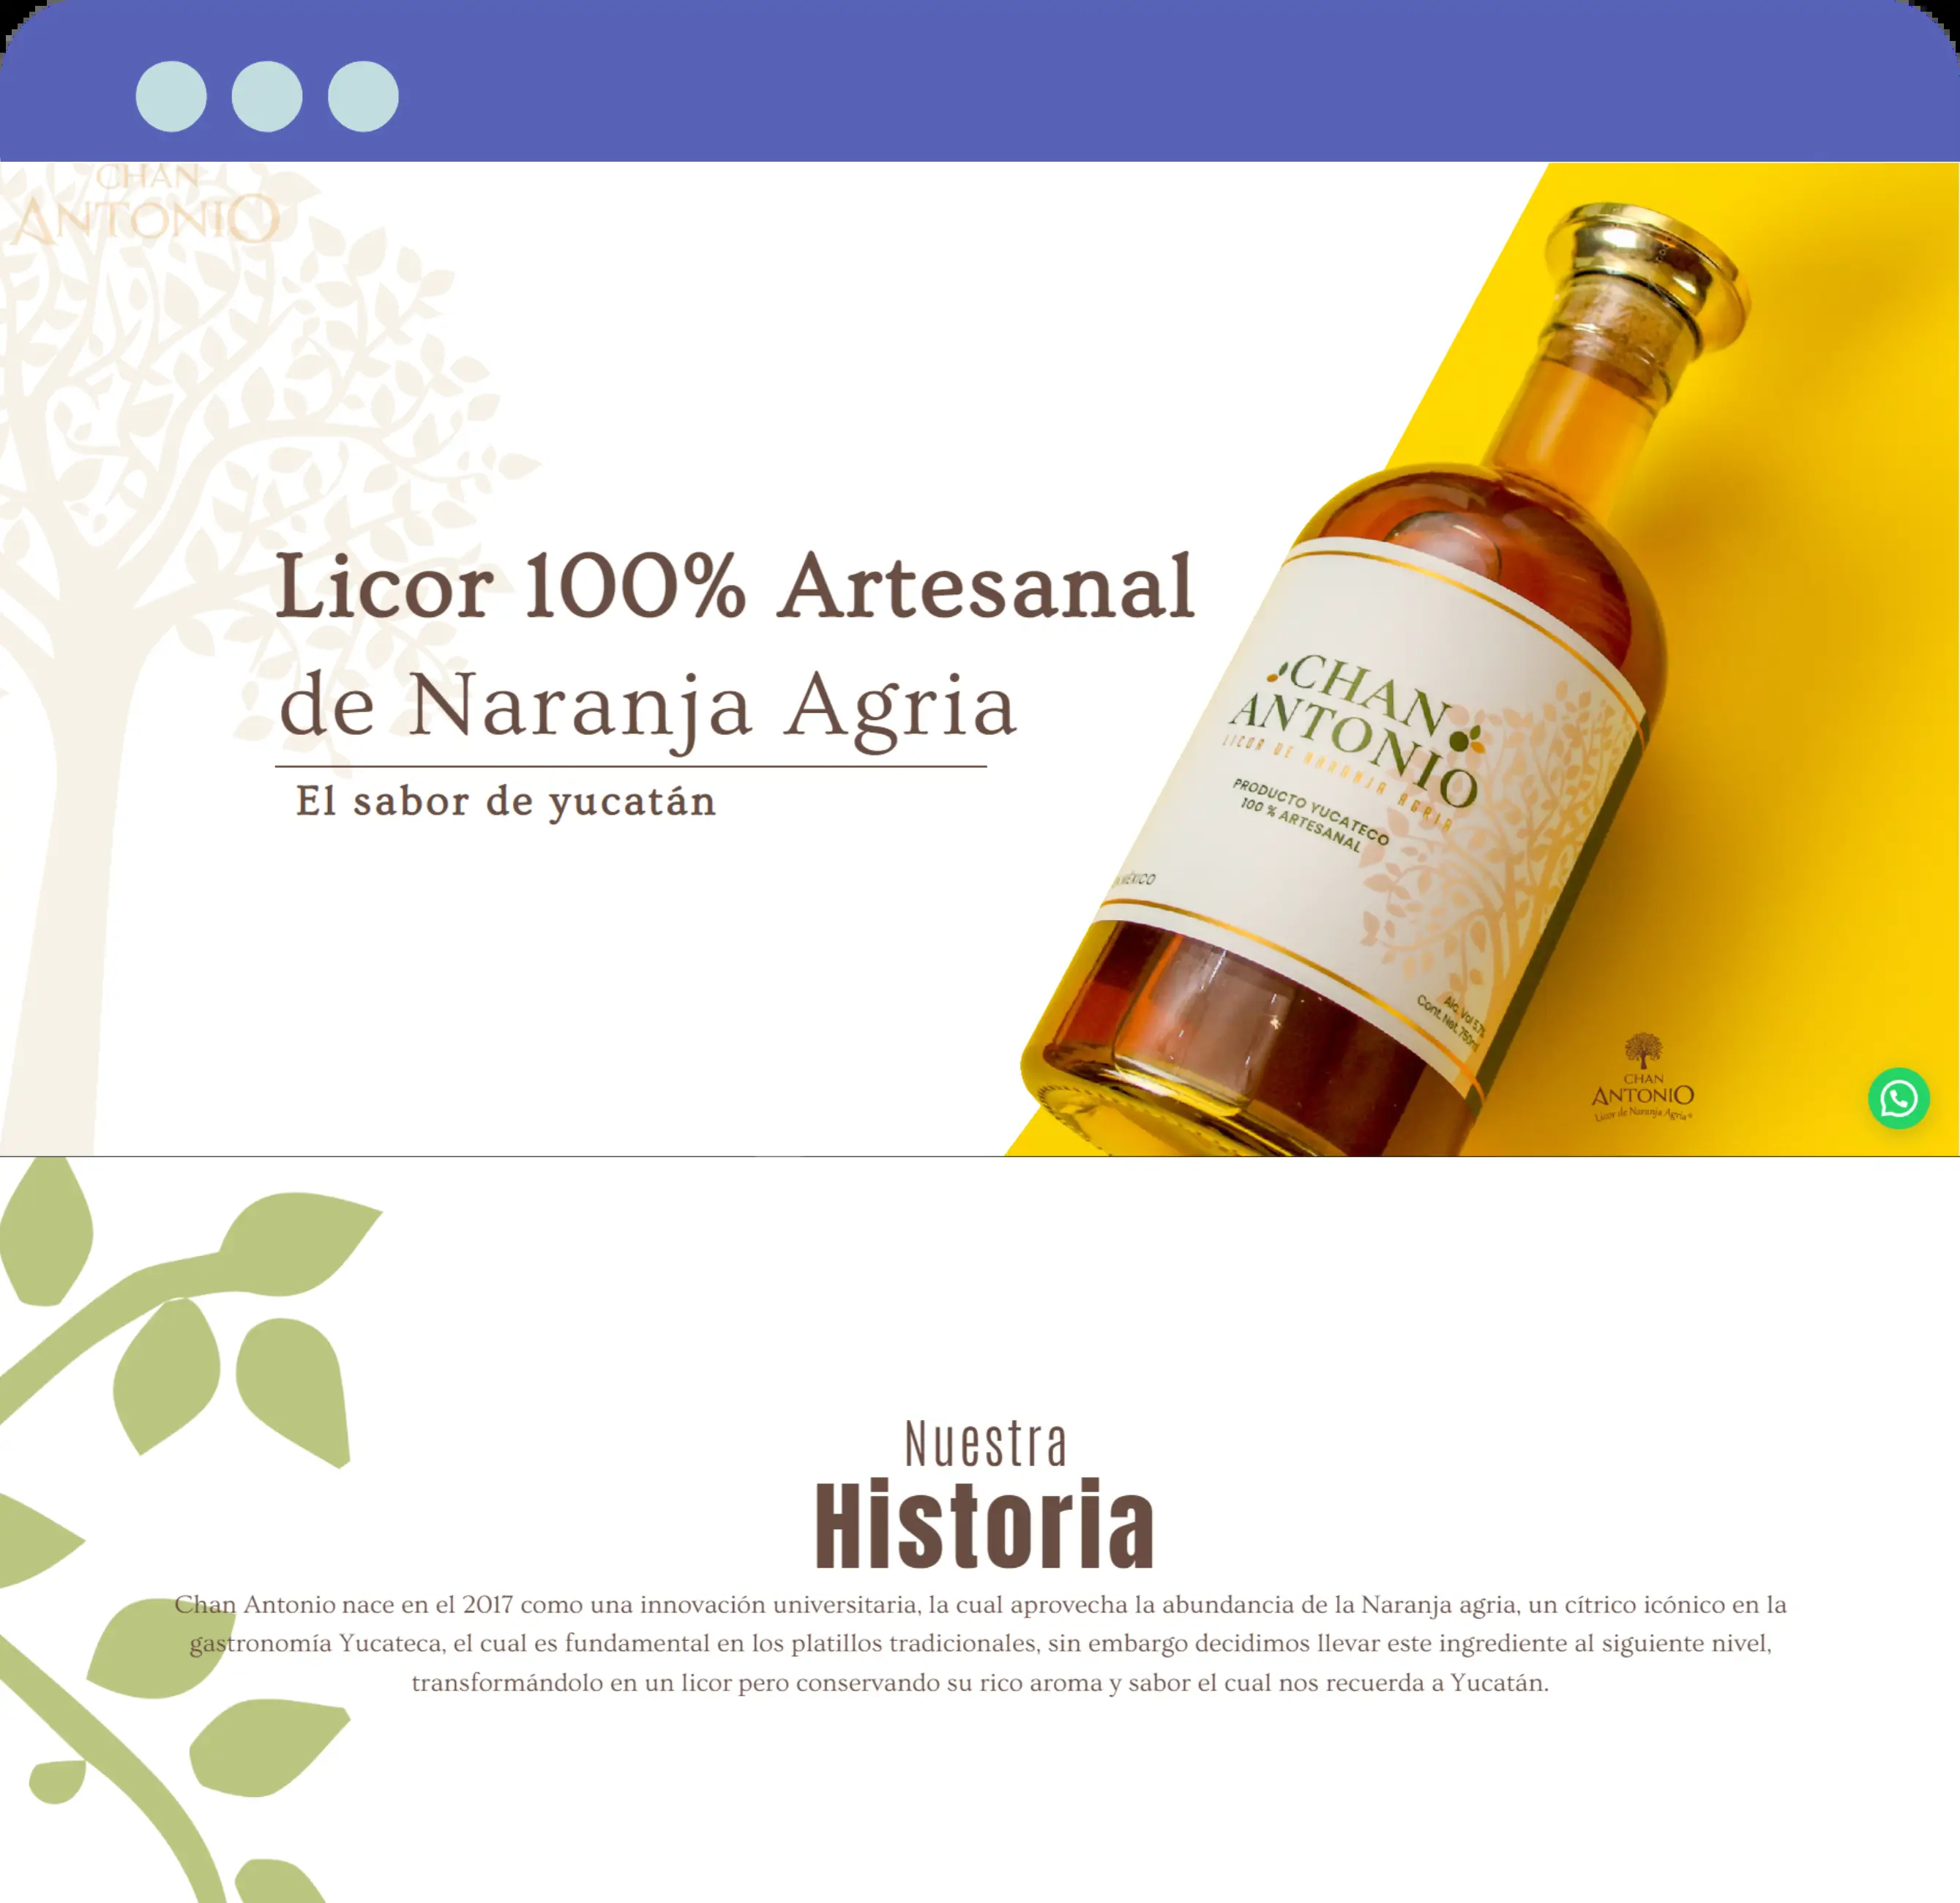 CHAN
ANTONIO
Licor 100% Artesanal
de Naranja Agria
El sabor de yucatán
CHAN
ANTONIO
LICOR DE NARANJA AGRIA
PRODUCTO YUCATECO
100 % ARTESANAL
MÉXICO
Alc. Vol 5.7%
Cont. Net. 750ml
CHAN
ANTONIO
Licor de Naranja Agria
Nuestra
Historia
Chan Antonio nace en el 2017 como una innovación universitaria, la cual aprovecha la abundancia de la Naranja agria, un cítrico icónico en la
gastronomía Yucateca, el cual es fundamental en los platillos tradicionales, sin embargo decidimos llevar este ingrediente al siguiente nivel,
transformándolo en un licor pero conservando su rico aroma y sabor el cual nos recuerda a Yucatán.